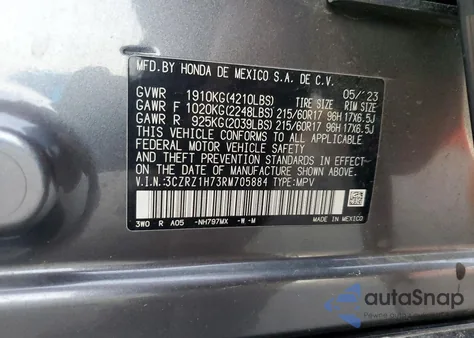 MFD.BY HONDA DE MEXICO S.A. DE C.V.
05/'23
GVWR 1910KG(4210LBS) TIRE SIZE RIM SIZE
GAWR F 1020KG(2248LBS) 215/60R17 96H 17X6.5J
GAWR R 925KG(2039LBS) 215/60R17 96H 17X6.5J
THIS VEHICLE CONFORMS TO ALL APPLICABLE
FEDERAL MOTOR VEHICLE SAFETY
AND THEFT PREVENTION STANDARDS IN EFFECT
ON THE DATE OF MANUFACTURE SHOWN ABOVE.
V.I.N.:3CZRZ1H73RM705884 TYPE:MPV
3W0 R A05 -NH797MX -W -M MADE IN MEXICO
autoSnap